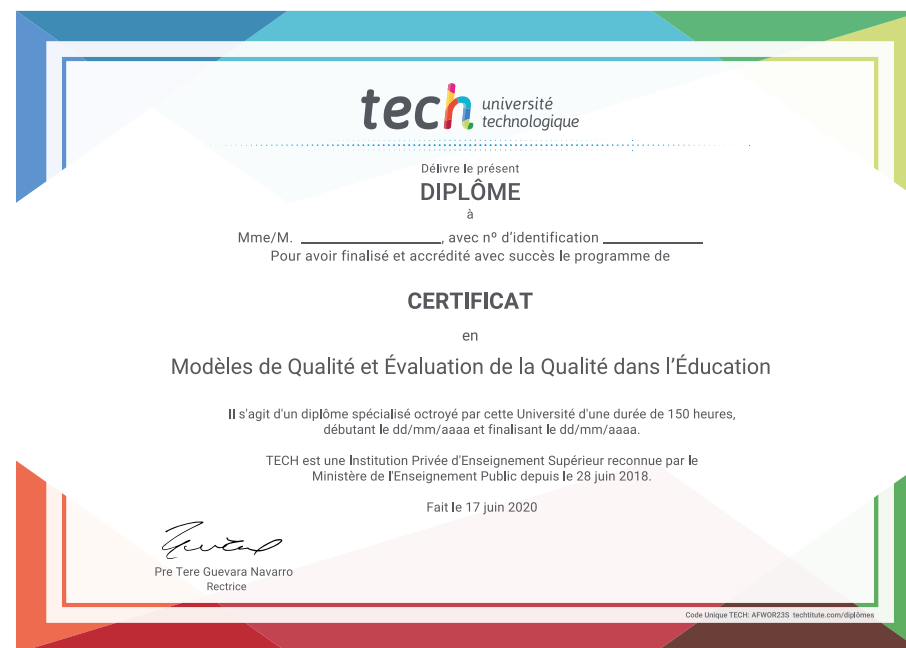 tech université
technologique
Délivre le présent
DIPLÔME
à
Mme/M. ____________________, avec nº d'identification ______________
Pour avoir finalisé et accrédité avec succès le programme de
CERTIFICAT
en
Modèles de Qualité et Évaluation de la Qualité dans l'Éducation
Il s'agit d'un diplôme spécialisé octroyé par cette Université d'une durée de 150 heures,
débutant le dd/mm/aaaa et finalisant le dd/mm/aaaa.
TECH est une Institution Privée d'Enseignement Supérieur reconnue par le
Ministère de l'Enseignement Public depuis le 28 juin 2018.
Fait le 17 juin 2020
Pre Tere Guevara Navarro
Rectrice
Code Unique TECH: AFWOR23S techtitute.com/diplômes